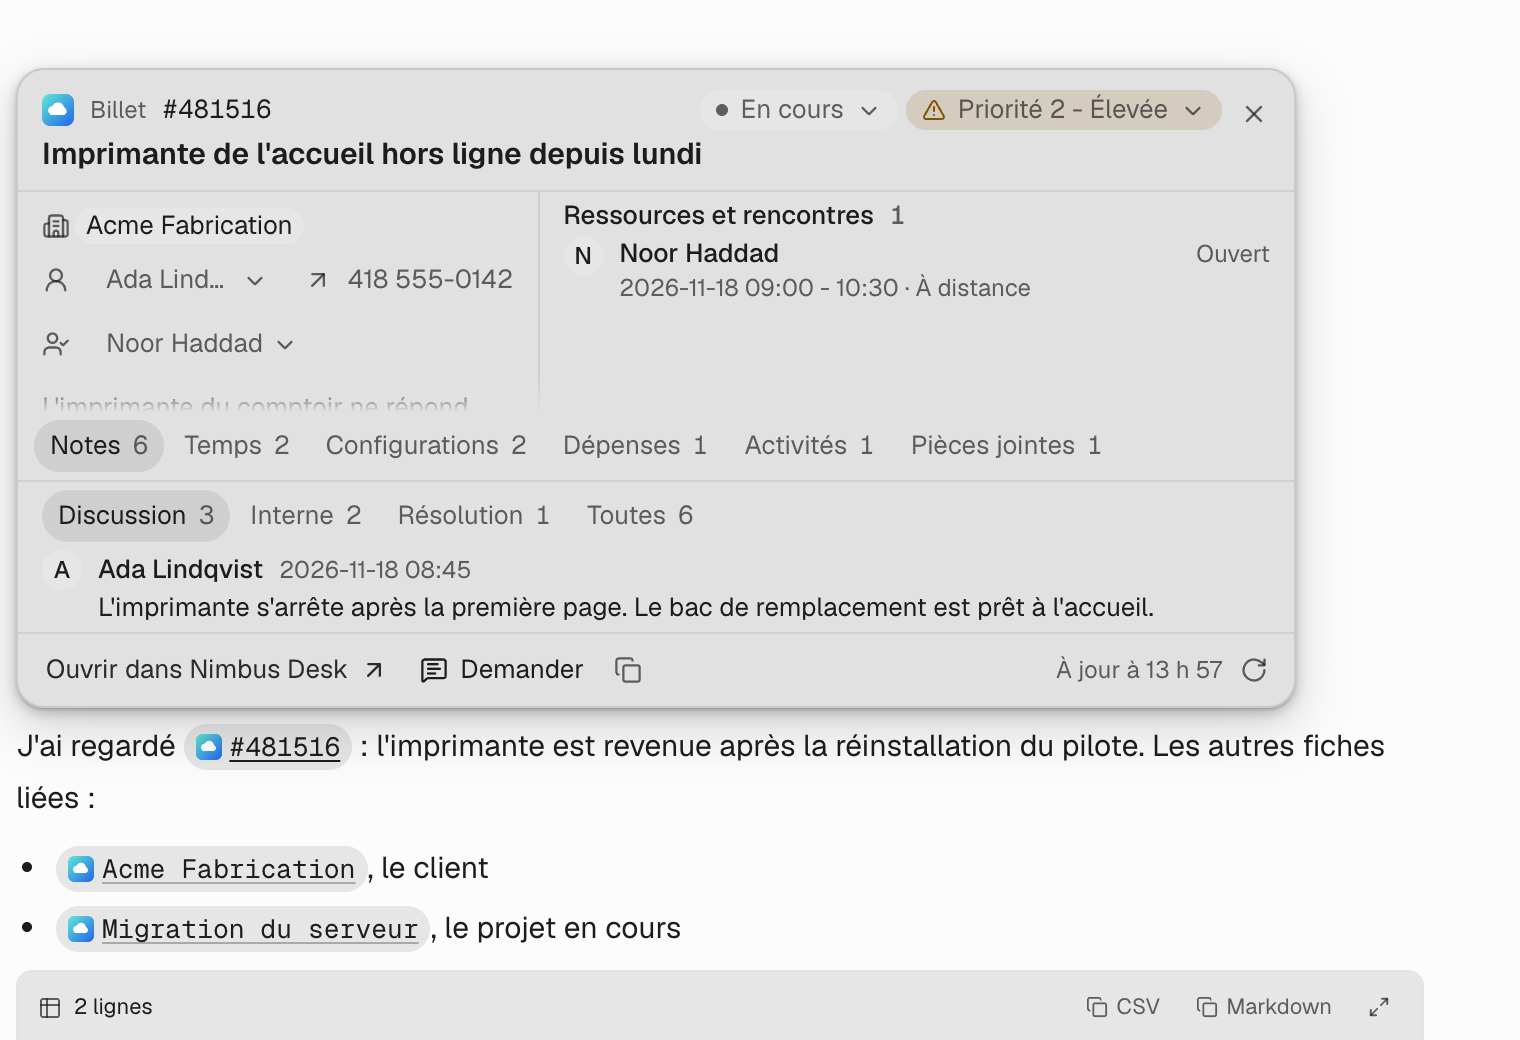 Billet #481516
En cours
Priorité 2 - Élevée
Imprimante de l'accueil hors ligne depuis lundi
Acme Fabrication
Ada Lind...
418 555-0142
Noor Haddad
L'imprimante du comptoir ne répond
Ressources et rencontres 1
N
Noor Haddad
Ouvert
2026-11-18 09:00 - 10:30 · À distance
Notes 6
Temps 2
Configurations 2
Dépenses 1
Activités 1
Pièces jointes 1
Discussion 3
Interne 2
Résolution 1
Toutes 6
A
Ada Lindqvist 2026-11-18 08:45
L'imprimante s'arrête après la première page. Le bac de remplacement est prêt à l'accueil.
Ouvrir dans Nimbus Desk
Demander
À jour à 13 h 57
J'ai regardé #481516 : l'imprimante est revenue après la réinstallation du pilote. Les autres fiches
liées :
• Acme Fabrication, le client
• Migration du serveur, le projet en cours
2 lignes
CSV
Markdown